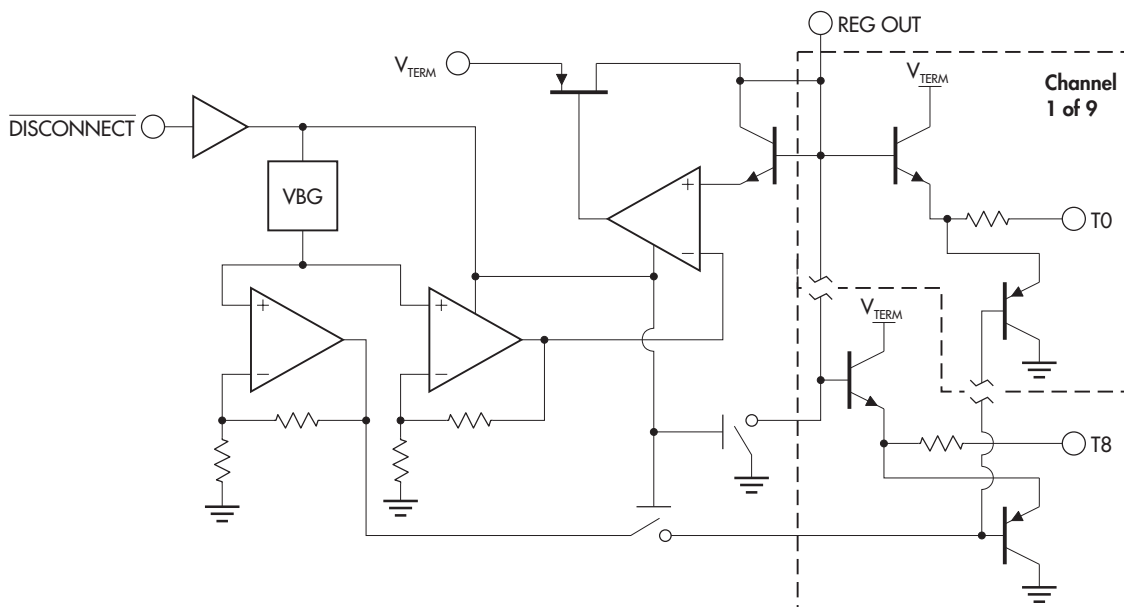 REG OUT
V_TERM
V_TERM
Channel
1 of 9
DISCONNECT
VBG
+
−
T0
+
−
+
−
V_TERM
T8